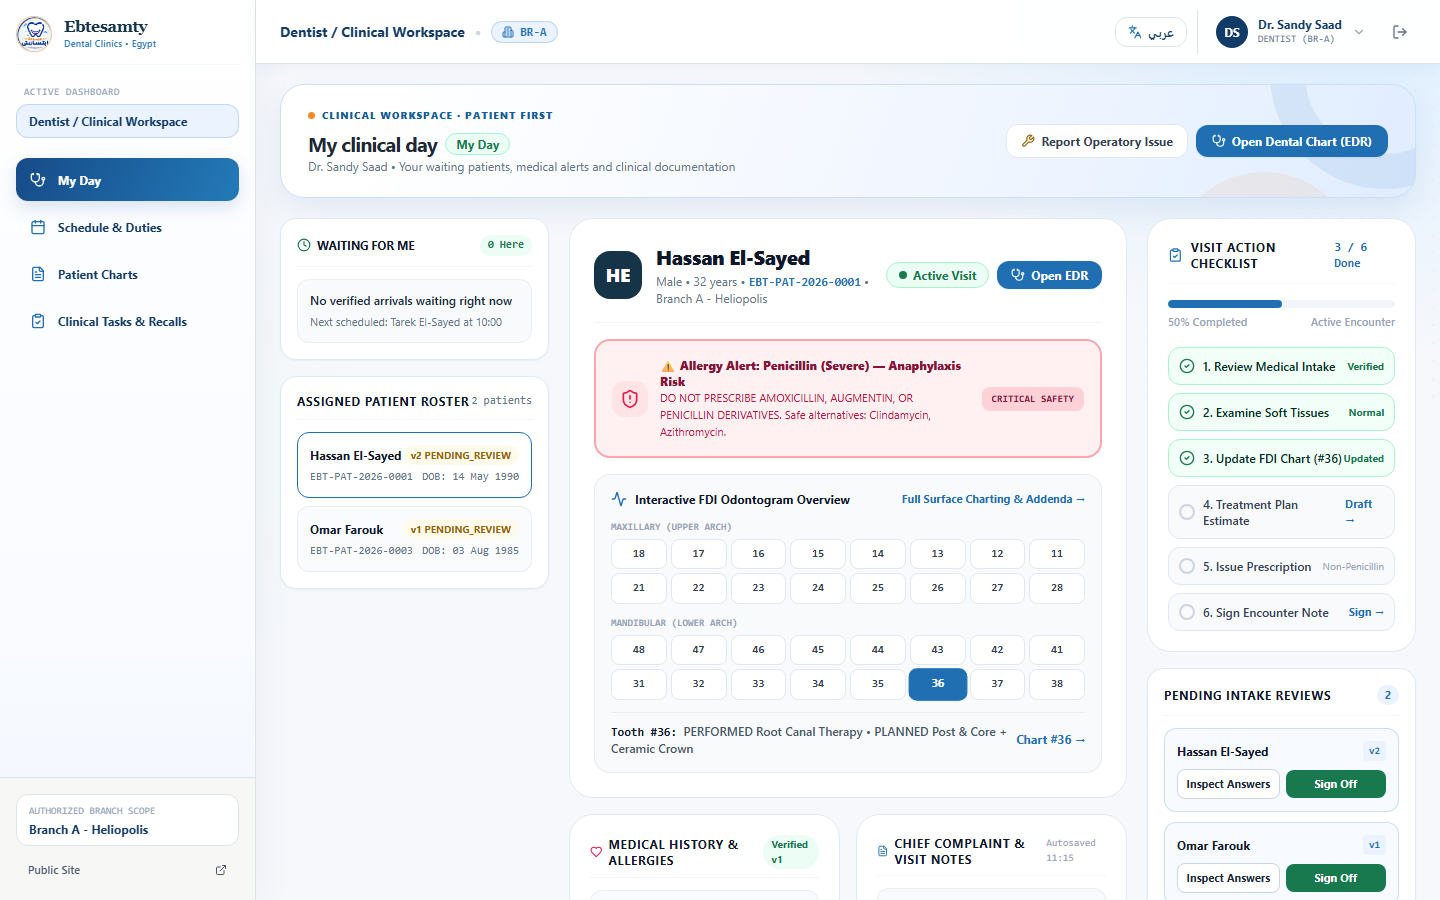 Ebtesamty
Dental Clinics • Egypt
ACTIVE DASHBOARD
Dentist / Clinical Workspace
My Day
Schedule & Duties
Patient Charts
Clinical Tasks & Recalls
AUTHORIZED BRANCH SCOPE
Branch A - Heliopolis
Public Site
Dentist / Clinical Workspace
BR-A
عربي
DS
Dr. Sandy Saad
DENTIST (BR-A)
CLINICAL WORKSPACE · PATIENT FIRST
My clinical day
My Day
Dr. Sandy Saad • Your waiting patients, medical alerts and clinical documentation
Report Operatory Issue
Open Dental Chart (EDR)
WAITING FOR ME
0 Here
No verified arrivals waiting right now
Next scheduled: Tarek El-Sayed at 10:00
ASSIGNED PATIENT ROSTER
2 patients
Hassan El-Sayed
v2 PENDING_REVIEW
EBT-PAT-2026-0001
DOB: 14 May 1990
Omar Farouk
v1 PENDING_REVIEW
EBT-PAT-2026-0003
DOB: 03 Aug 1985
HE
Hassan El-Sayed
Male • 32 years • EBT-PAT-2026-0001 •
Branch A - Heliopolis
Active Visit
Open EDR
⚠️ Allergy Alert: Penicillin (Severe) — Anaphylaxis
Risk
DO NOT PRESCRIBE AMOXICILLIN, AUGMENTIN, OR
PENICILLIN DERIVATIVES. Safe alternatives: Clindamycin,
Azithromycin.
CRITICAL SAFETY
Interactive FDI Odontogram Overview
Full Surface Charting & Addenda →
MAXILLARY (UPPER ARCH)
18 17 16 15 14 13 12 11
21 22 23 24 25 26 27 28
MANDIBULAR (LOWER ARCH)
48 47 46 45 44 43 42 41
31 32 33 34 35 36 37 38
Tooth #36: PERFORMED Root Canal Therapy • PLANNED Post & Core +
Ceramic Crown
Chart #36 →
MEDICAL HISTORY &
ALLERGIES
Verified
v1
CHIEF COMPLAINT &
VISIT NOTES
Autosaved
11:15
VISIT ACTION
CHECKLIST
3 / 6
Done
50% Completed
Active Encounter
1. Review Medical Intake
Verified
2. Examine Soft Tissues
Normal
3. Update FDI Chart (#36)
Updated
4. Treatment Plan
Estimate
Draft
→
5. Issue Prescription
Non-Penicillin
6. Sign Encounter Note
Sign →
PENDING INTAKE REVIEWS
2
Hassan El-Sayed
v2
Inspect Answers
Sign Off
Omar Farouk
v1
Inspect Answers
Sign Off